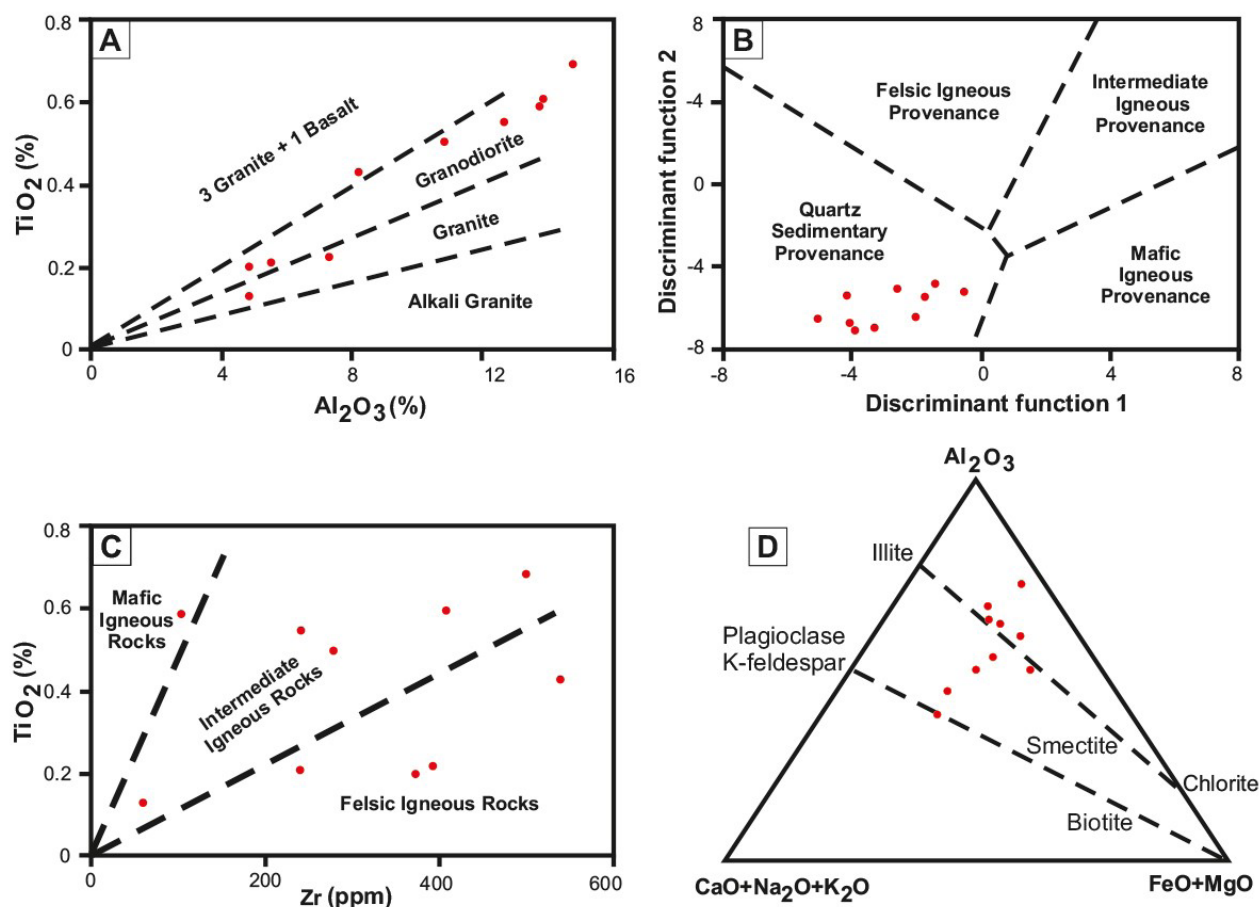 A
TiO2 (%)
0.8
0.6
0.4
0.2
0
3 Granite + 1 Basalt
Granodiorite
Granite
Alkali Granite
0 4 8 12 16
Al2O3 (%)
B
Discriminant function 2
8
-4
0
-4
-8
Felsic Igneous
Provenance
Intermediate
Igneous
Provenance
Quartz
Sedimentary
Provenance
Mafic
Igneous
Provenance
-8 -4 0 4 8
Discriminant function 1
C
TiO2 (%)
0.8
0.6
0.4
0.2
0
Mafic
Igneous
Rocks
Intermediate
Igneous Rocks
Felsic Igneous Rocks
0 200 400 600
Zr (ppm)
D
Al2O3
Illite
Plagioclase
K-feldespar
Smectite
Chlorite
Biotite
CaO+Na2O+K2O
FeO+MgO